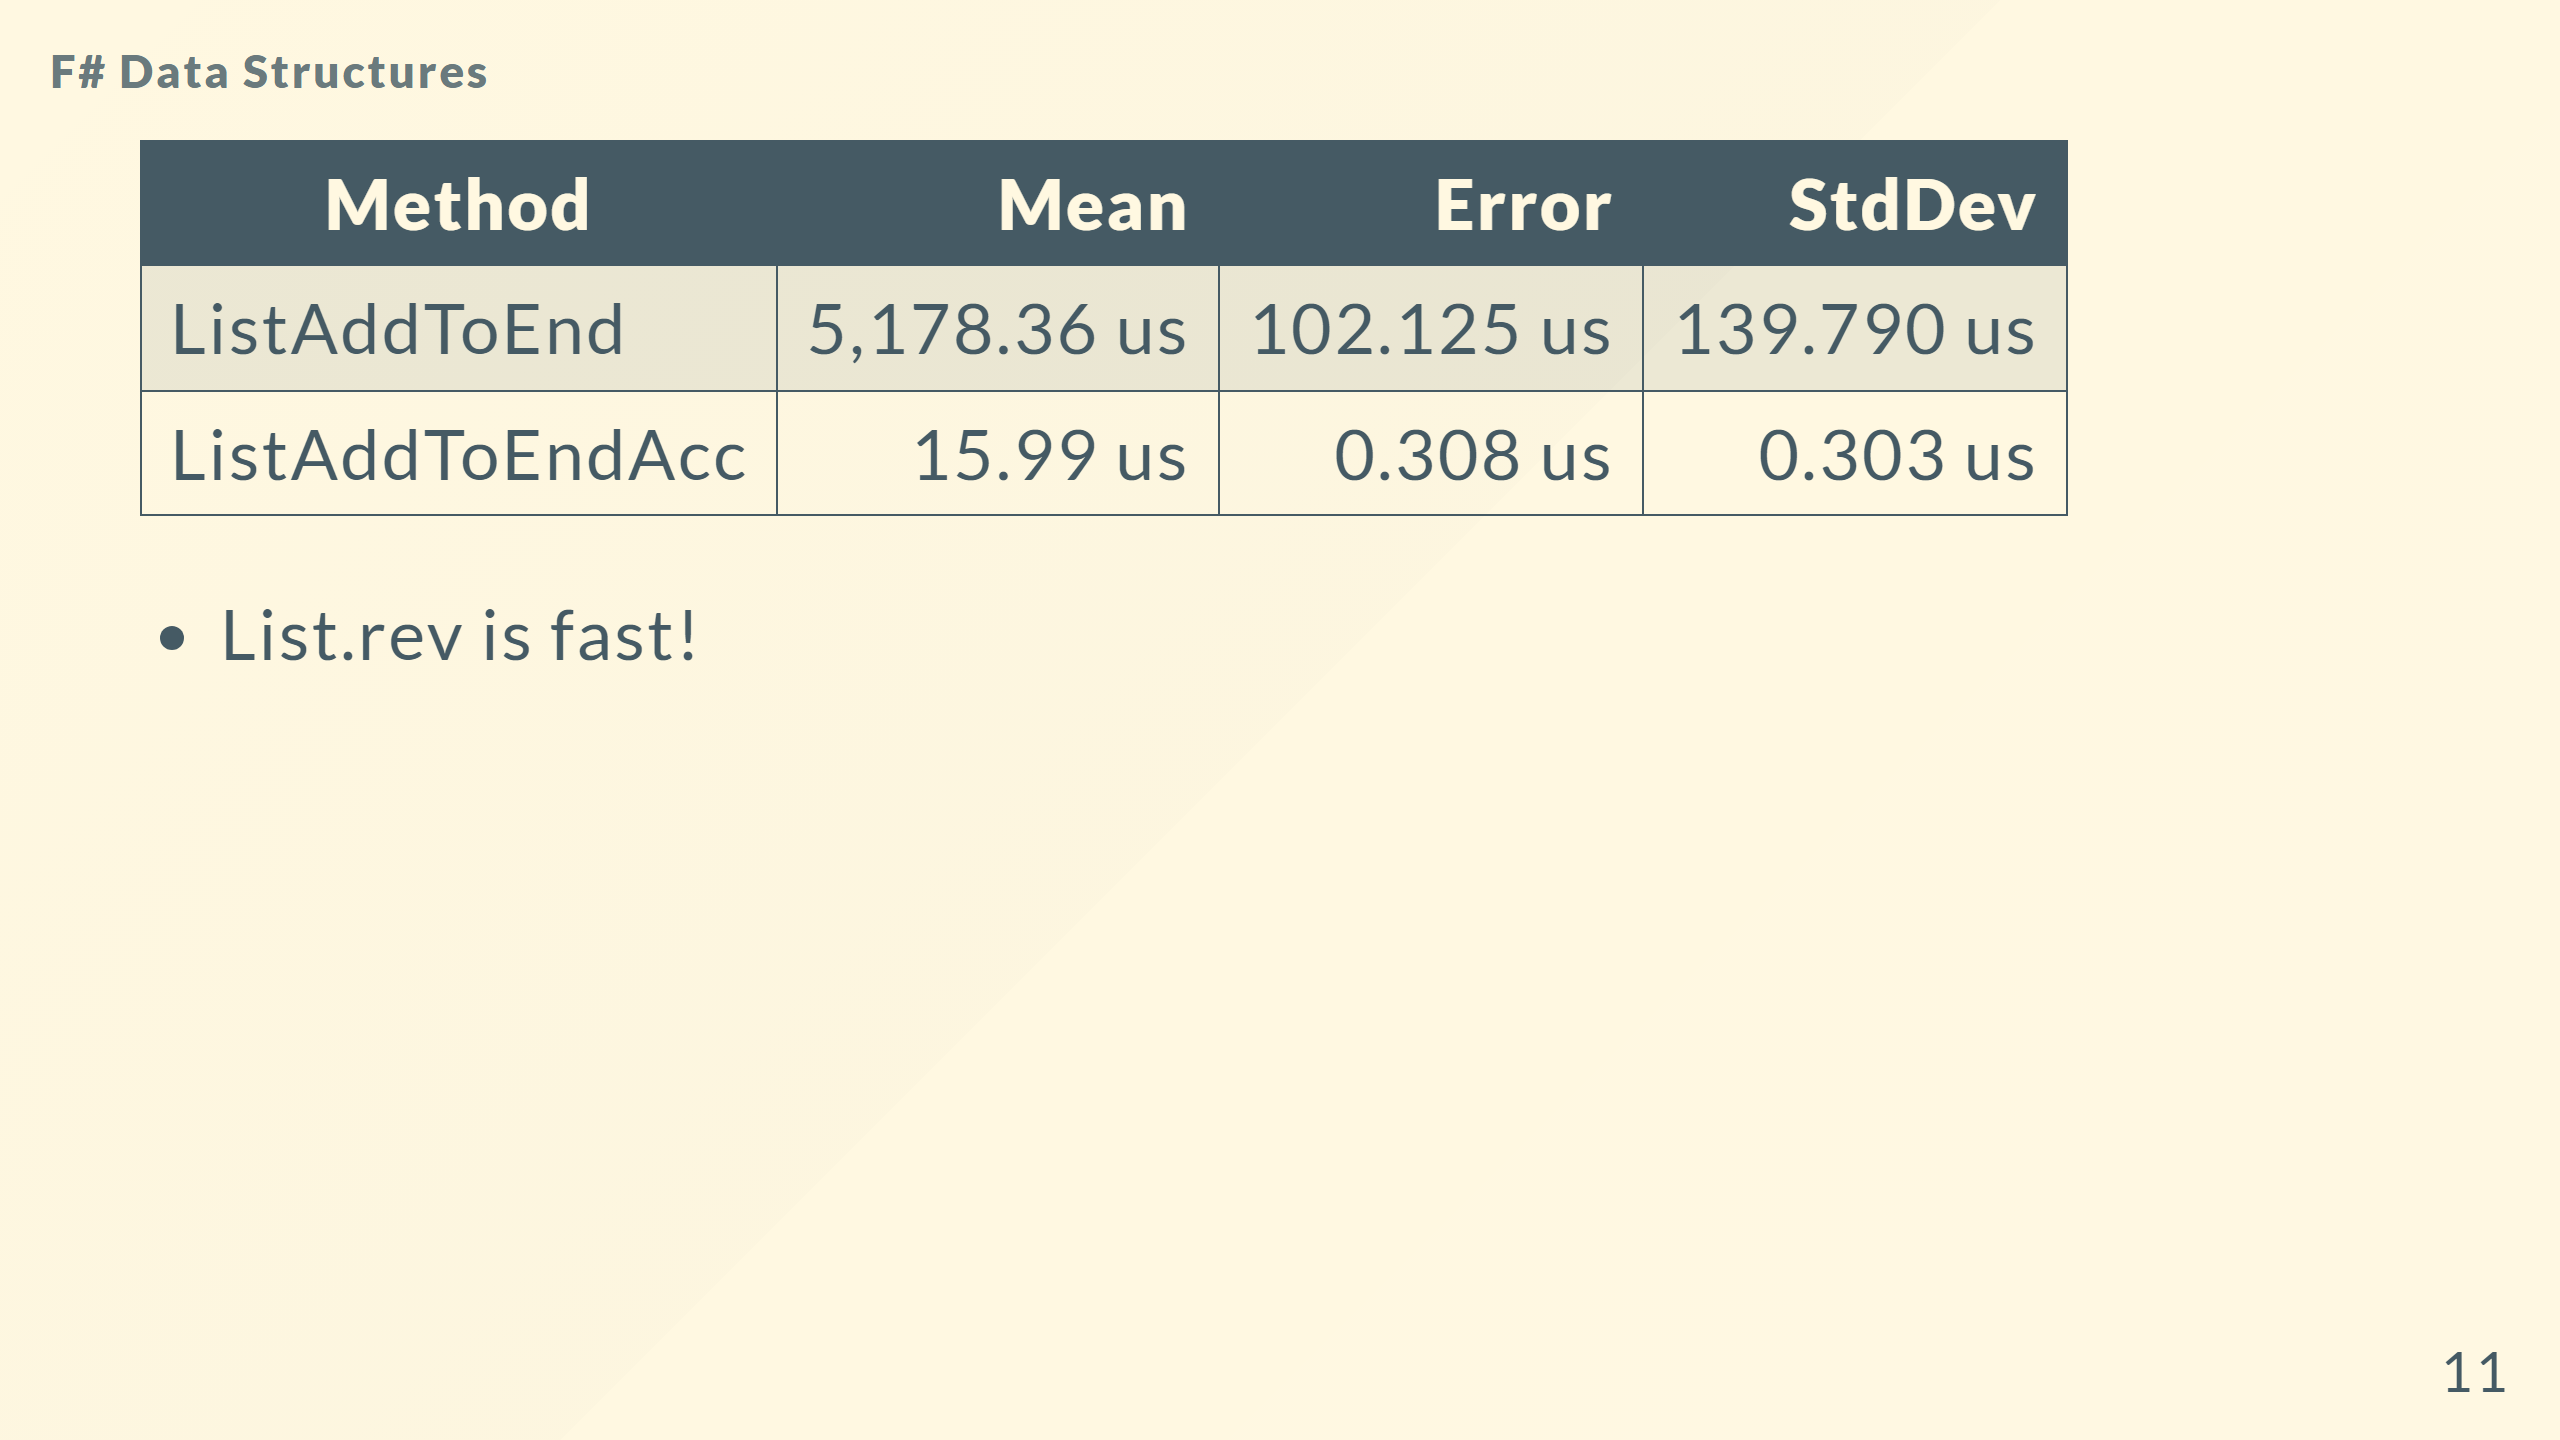 F# Data Structures
Method Mean Error StdDev
ListAddToEnd 5,178.36 us 102.125 us 139.790 us
ListAddToEndAcc 15.99 us 0.308 us 0.303 us
• List.rev is fast!
11